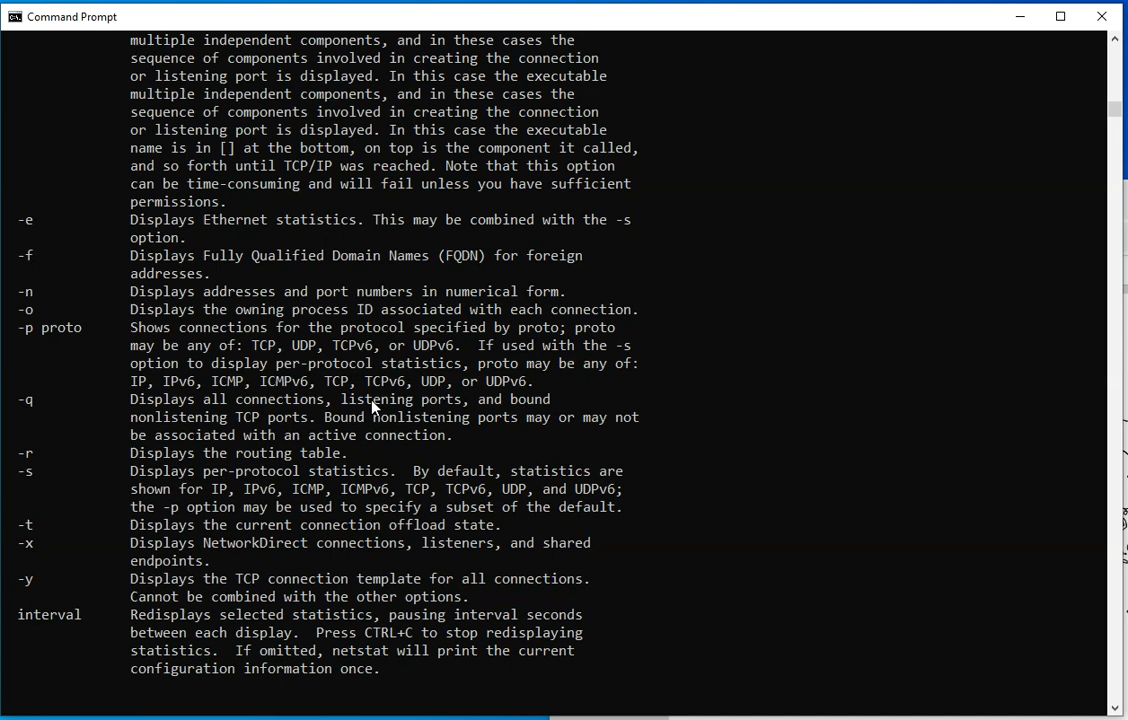 Command Prompt
multiple independent components, and in these cases the
sequence of components involved in creating the connection
or listening port is displayed. In this case the executable
multiple independent components, and in these cases the
sequence of components involved in creating the connection
or listening port is displayed. In this case the executable
name is in [] at the bottom, on top is the component it called,
and so forth until TCP/IP was reached. Note that this option
can be time-consuming and will fail unless you have sufficient
permissions.
-e Displays Ethernet statistics. This may be combined with the -s
option.
-f Displays Fully Qualified Domain Names (FQDN) for foreign
addresses.
-n Displays addresses and port numbers in numerical form.
-o Displays the owning process ID associated with each connection.
-p proto Shows connections for the protocol specified by proto; proto
may be any of: TCP, UDP, TCPv6, or UDPv6.  If used with the -s
option to display per-protocol statistics, proto may be any of:
IP, IPv6, ICMP, ICMPv6, TCP, TCPv6, UDP, or UDPv6.
-q Displays all connections, listening ports, and bound
nonlistening TCP ports. Bound nonlistening ports may or may not
be associated with an active connection.
-r Displays the routing table.
-s Displays per-protocol statistics.  By default, statistics are
shown for IP, IPv6, ICMP, ICMPv6, TCP, TCPv6, UDP, and UDPv6;
the -p option may be used to specify a subset of the default.
-t Displays the current connection offload state.
-x Displays NetworkDirect connections, listeners, and shared
endpoints.
-y Displays the TCP connection template for all connections.
Cannot be combined with the other options.
interval Redisplays selected statistics, pausing interval seconds
between each display.  Press CTRL+C to stop redisplaying
statistics.  If omitted, netstat will print the current
configuration information once.